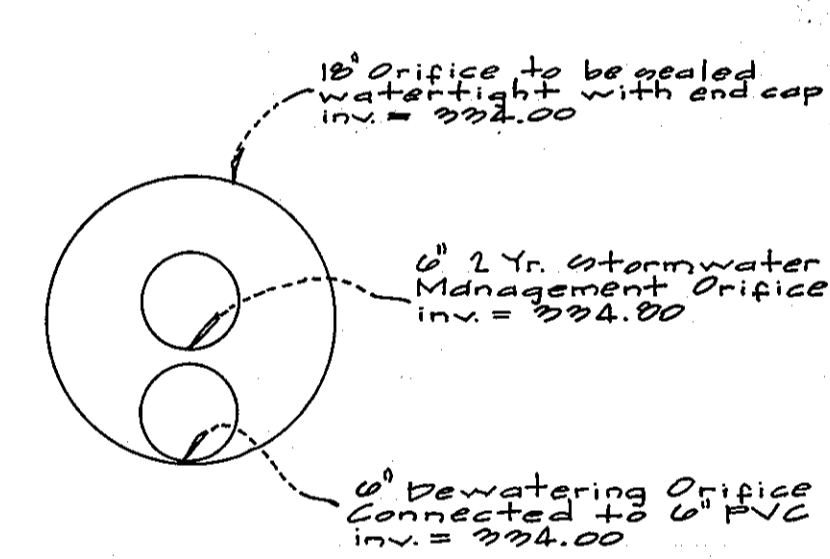 18" Orifice to be sealed
watertight with end cap
inv. = 334.00
6" 2 Yr. Stormwater
Management Orifice
inv. = 334.80
6" Dewatering Orifice
Connected to 6" PVC
inv. = 334.00